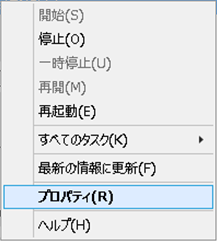 開始(S)
停止(O)
一時停止(U)
再開(M)
再起動(E)
すべてのタスク(K)
最新の情報に更新(F)
プロパティ(R)
ヘルプ(H)